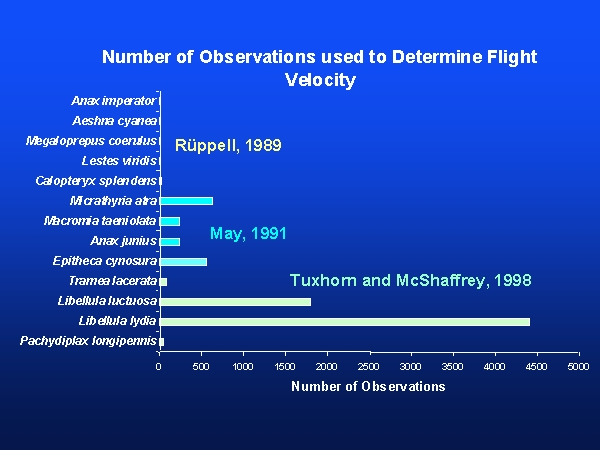 Number of Observations used to Determine Flight
Velocity
Anax imperator
Aeshna cyanea
Megaloprepus coerulus
Rüppell, 1989
Lestes viridis
Calopteryx splendens
Micrathyria atra
Macromia taeniolata
May, 1991
Anax junius
Epitheca cynosura
Tramea lacerata
Tuxhorn and McShaffrey, 1998
Libellula luctuosa
Libellula lydia
Pachydiplax longipennis
0 500 1000 1500 2000 2500 3000 3500 4000 4500 5000
Number of Observations